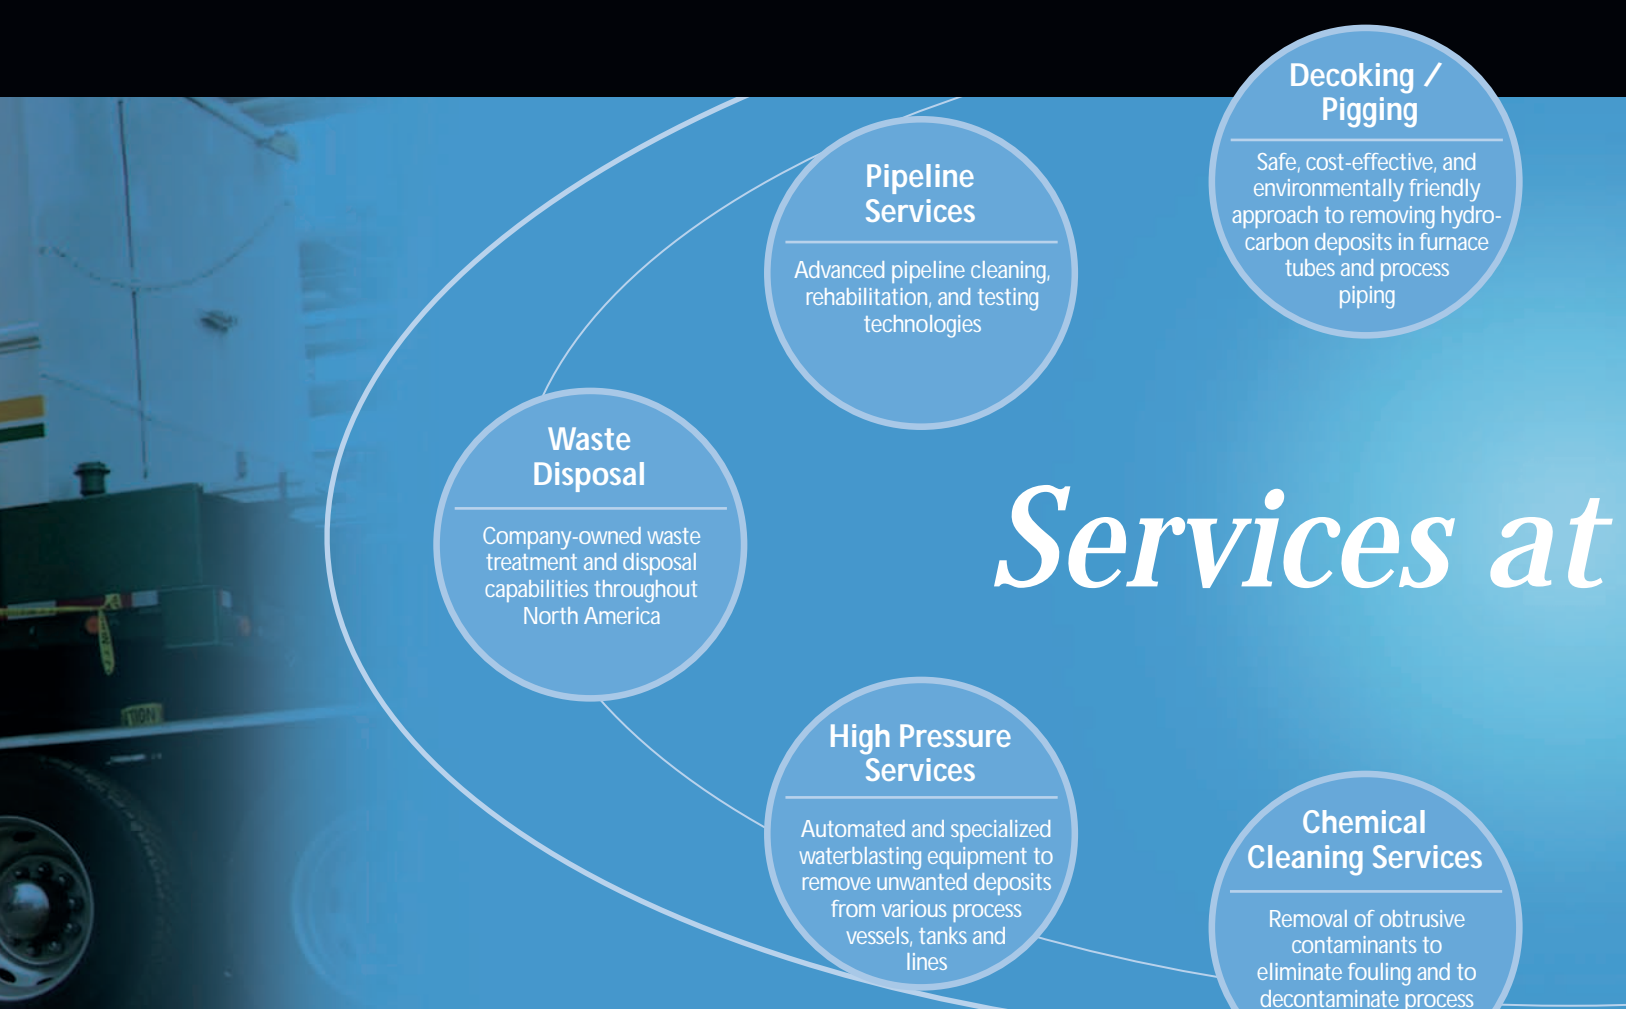 Decoking /
Pigging
Safe, cost-effective, and
environmentally friendly
approach to removing hydro-
carbon deposits in furnace
tubes and process
piping
Pipeline
Services
Advanced pipeline cleaning,
rehabilitation, and testing
technologies
Waste
Disposal
Company-owned waste
treatment and disposal
capabilities throughout
North America
Services at
High Pressure
Services
Automated and specialized
waterblasting equipment to
remove unwanted deposits
from various process
vessels, tanks and
lines
Chemical
Cleaning Services
Removal of obtrusive
contaminants to
eliminate fouling and to
decontaminate process
TION